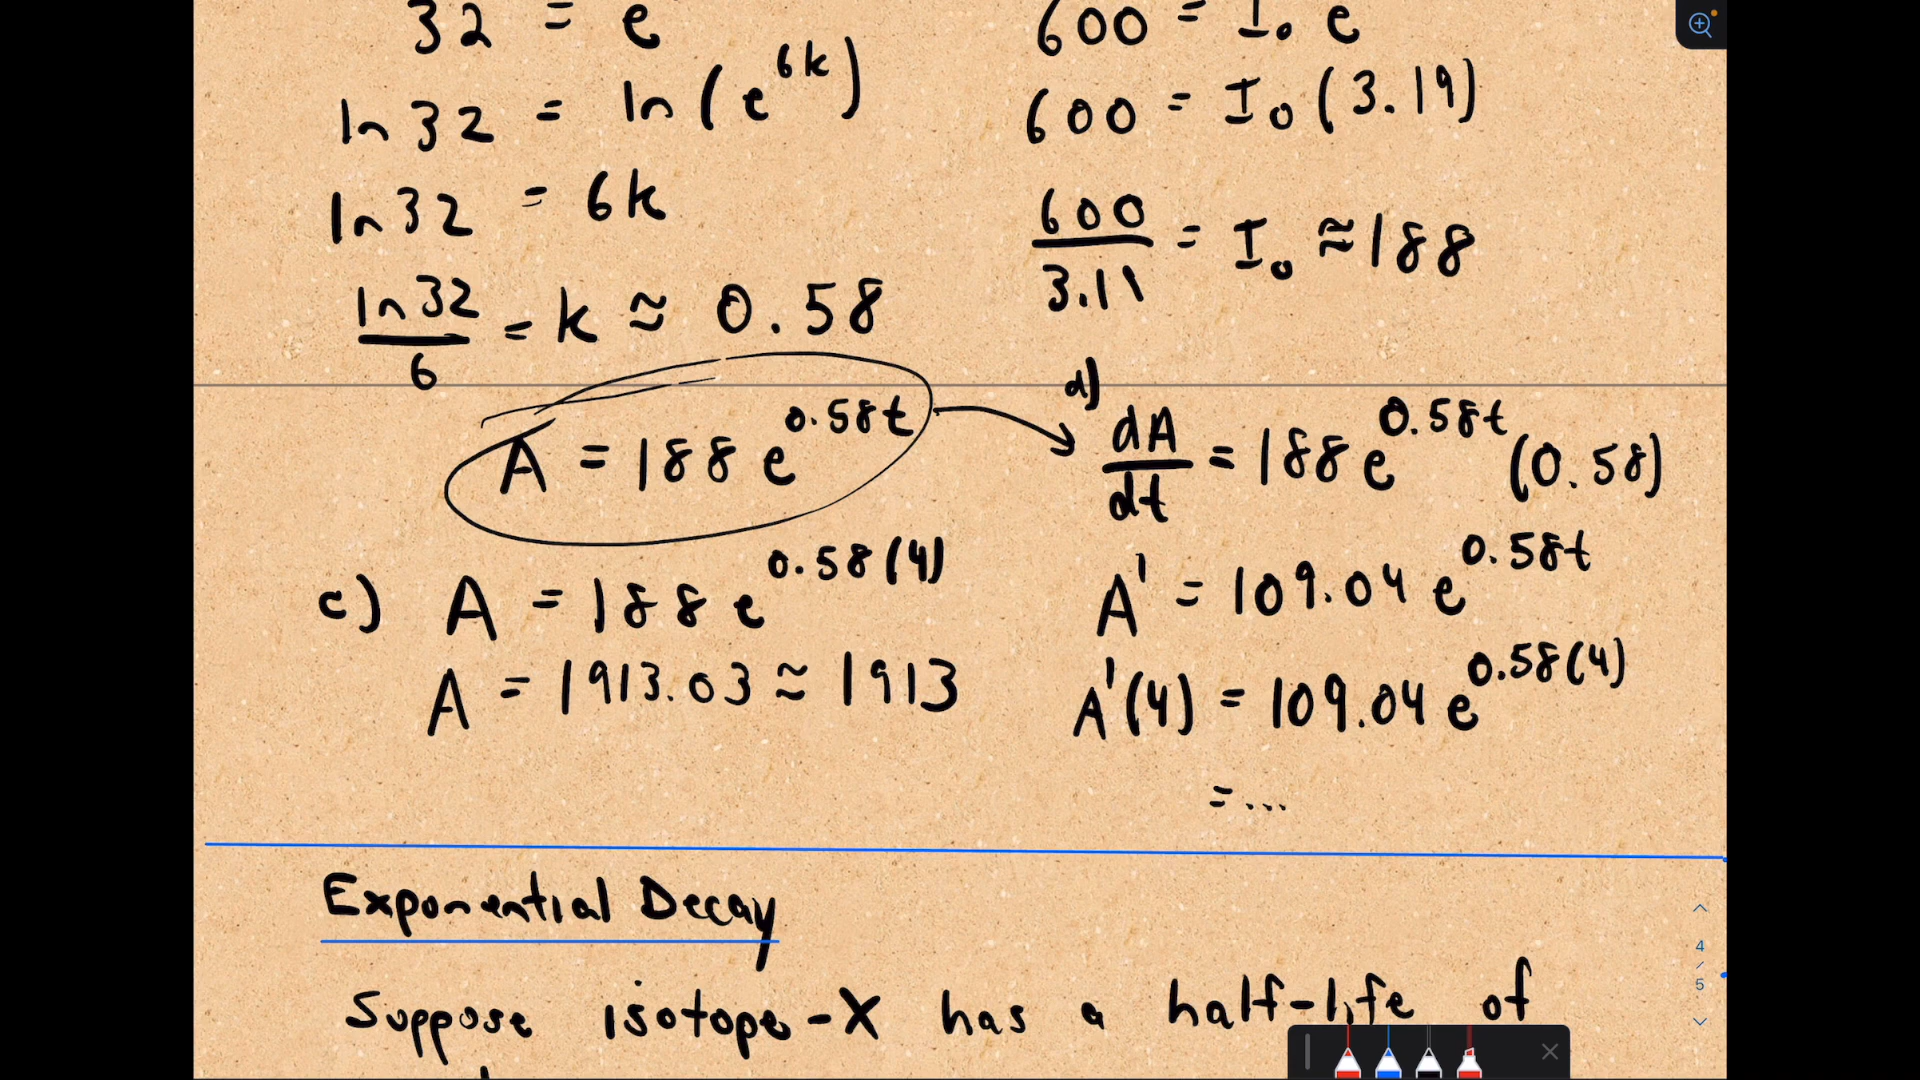 32 = e
ln 32 = ln(e^6k)
ln 32 = 6k
ln 32 / 6 = k ≈ 0.58
600 = I₀ e
600 = I₀(3.19)
600 / 3.19 = I₀ ≈ 188
A = 188 e^0.58t
c) A = 188 e^0.58(4)
A = 1913.03 ≈ 1913
d) dA/dt = 188 e^0.58t (0.58)
A' = 109.04 e^0.58t
A'(4) = 109.04 e^0.58(4)
= ...
Exponential Decay
Suppose isotope-X has a half-life of
4
/
5